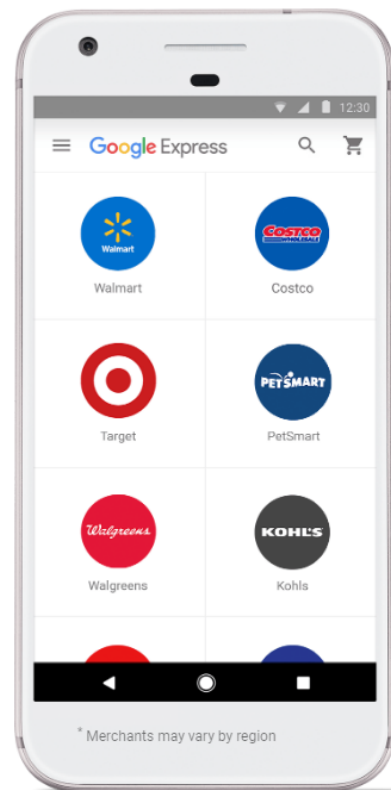 12:30
Google Express
Walmart
Costco
WHOLESALE
Walmart
Costco
PETSMART
Target
PetSmart
Walgreens
KOHL'S
Walgreens
Kohls
* Merchants may vary by region